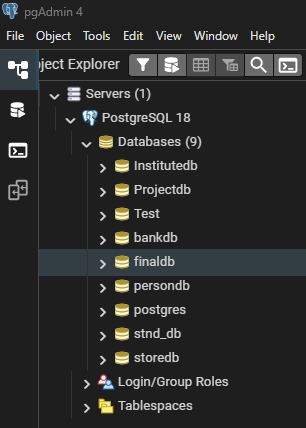 pgAdmin 4
File Object Tools Edit View Window Help
ject Explorer
Servers (1)
PostgreSQL 18
Databases (9)
Institutedb
Projectdb
Test
bankdb
finaldb
persondb
postgres
stnd_db
storedb
Login/Group Roles
Tablespaces